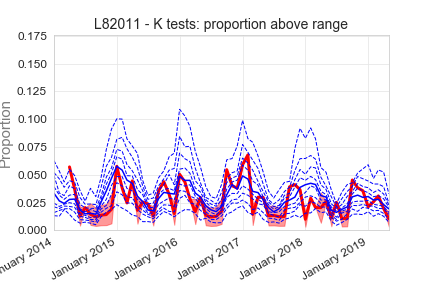 L82011 - K tests: proportion above range
Proportion
0.175
0.150
0.125
0.100
0.075
0.050
0.025
0.000
nuary 2014
January 2015
January 2016
January 2017
January 2018
January 2019